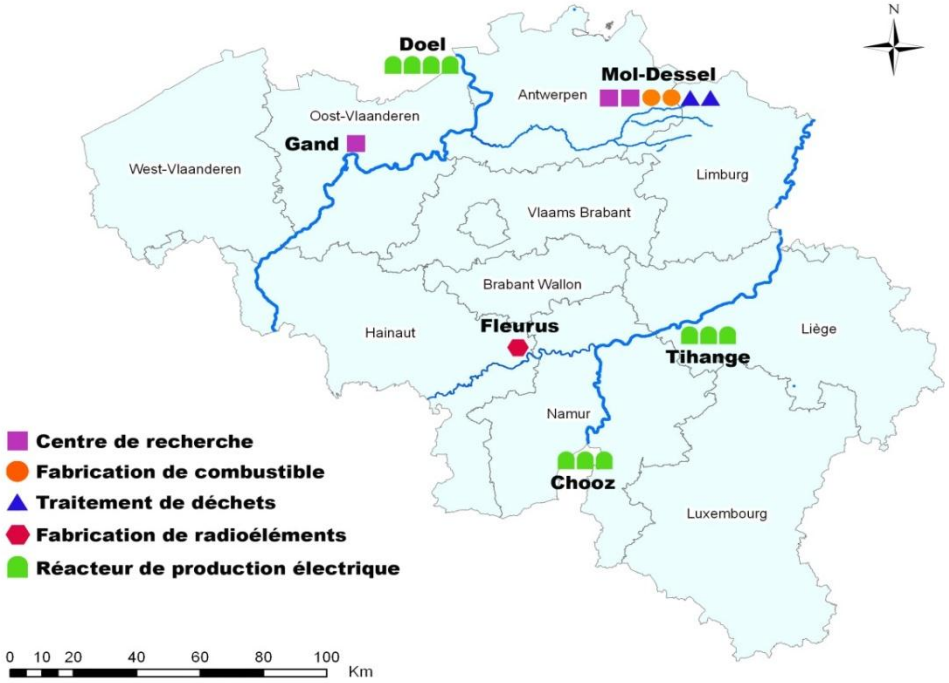 N
Doel
Mol-Dessel
Antwerpen
Oost-Vlaanderen
Gand
West-Vlaanderen
Limburg
Vlaams Brabant
Brabant Wallon
Fleurus
Hainaut
Liège
Tihange
Namur
Chooz
Luxembourg
Centre de recherche
Fabrication de combustible
Traitement de déchets
Fabrication de radioéléments
Réacteur de production électrique
0 10 20 40 60 80 100
Km